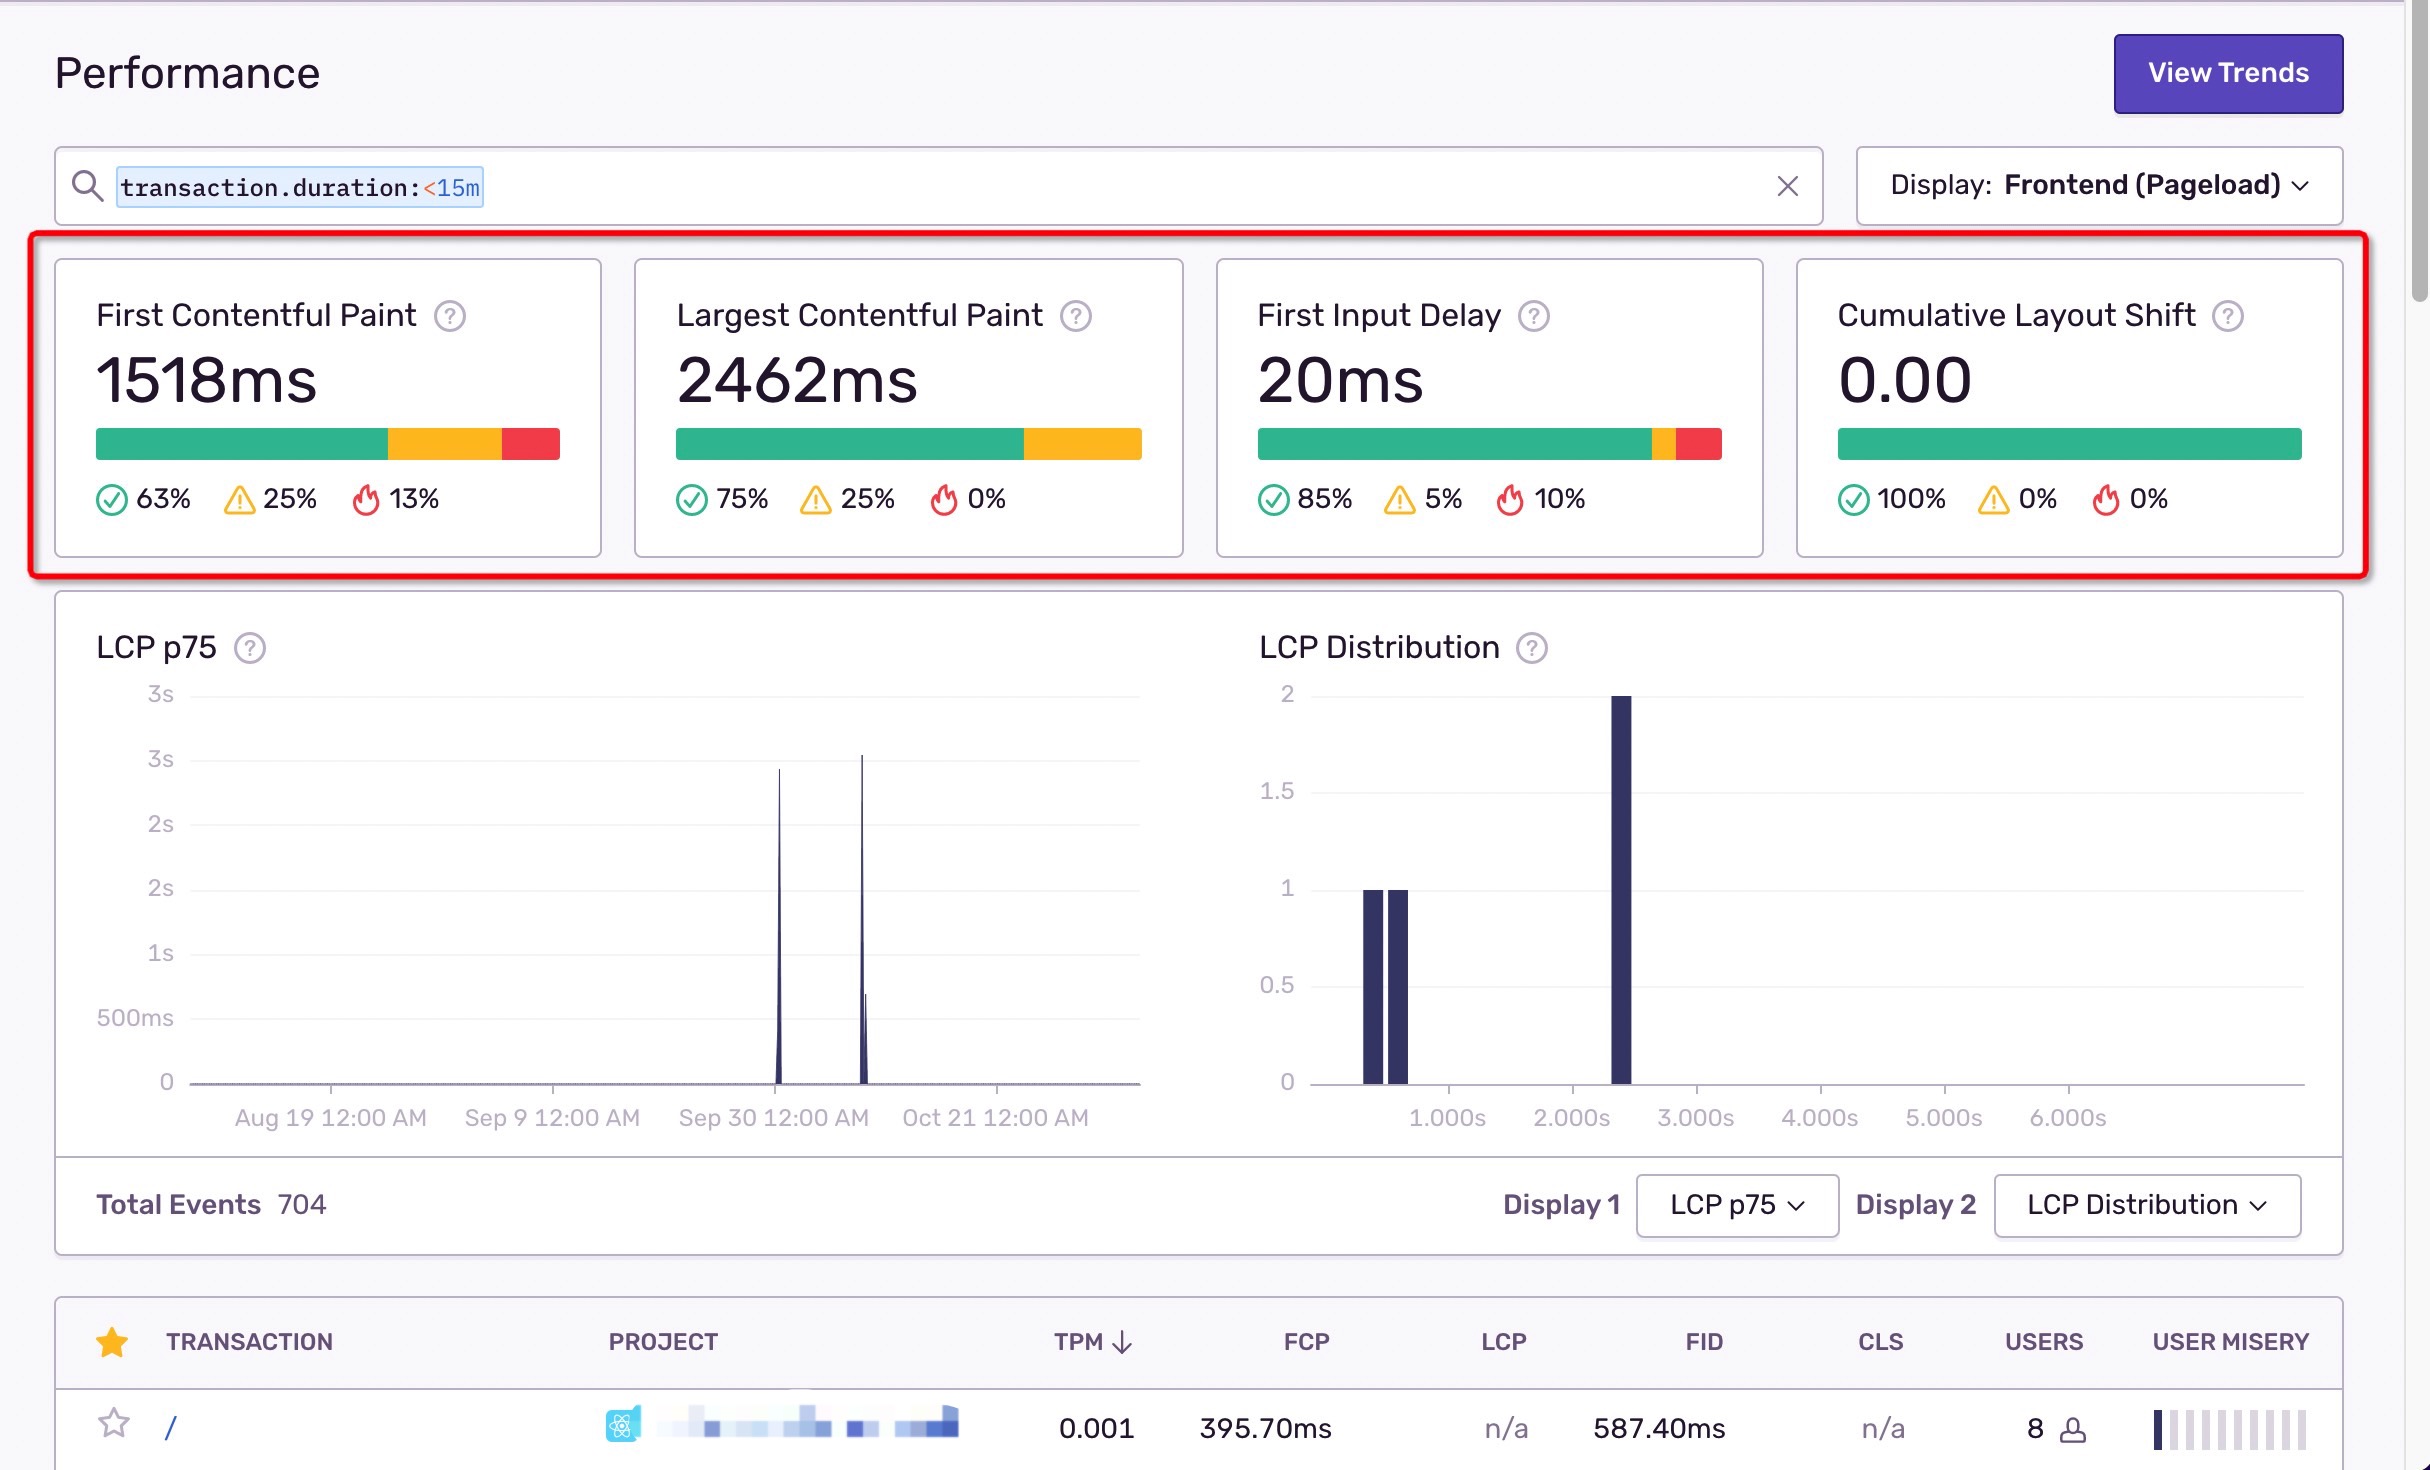 Performance
View Trends
transaction.duration:<15m
Display: Frontend (Pageload)
First Contentful Paint
1518ms
63% 25% 13%
Largest Contentful Paint
2462ms
75% 25% 0%
First Input Delay
20ms
85% 5% 10%
Cumulative Layout Shift
0.00
100% 0% 0%
LCP p75
3s
3s
2s
2s
1s
500ms
0
Aug 19 12:00 AM Sep 9 12:00 AM Sep 30 12:00 AM Oct 21 12:00 AM
LCP Distribution
2
1.5
1
0.5
0
1.000s 2.000s 3.000s 4.000s 5.000s 6.000s
Total Events 704
Display 1 LCP p75 Display 2 LCP Distribution
TRANSACTION PROJECT TPM FCP LCP FID CLS USERS USER MISERY
/ 0.001 395.70ms n/a 587.40ms n/a 8